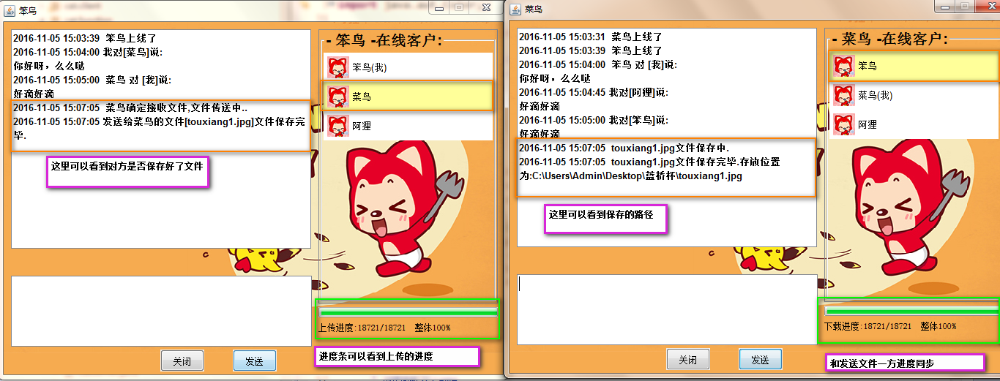 笨鸟
2016-11-05 15:03:39 笨鸟上线了
2016-11-05 15:04:00 我对[菜鸟]说:
你好呀，么么哒
2016-11-05 15:05:00 菜鸟 对 [我]说:
好滴好滴
2016-11-05 15:07:05 菜鸟确定接收文件,文件传送中..
2016-11-05 15:07:05 发送给菜鸟的文件[touxiang1.jpg]文件保存完
毕.
这里可以看到对方是否保存好了文件
- 笨鸟 -在线客户:
笨鸟(我)
菜鸟
阿狸
上传进度:18721/18721 整体100%
进度条可以看到上传的进度
关闭
发送
菜鸟
2016-11-05 15:03:31 菜鸟上线了
2016-11-05 15:03:39 笨鸟上线了
2016-11-05 15:04:00 笨鸟 对 [我]说:
你好呀，么么哒
2016-11-05 15:04:45 我对[阿狸]说:
好滴好滴
2016-11-05 15:05:00 我对[笨鸟]说:
好滴好滴
2016-11-05 15:07:05 touxiang1.jpg文件保存中.
2016-11-05 15:07:05 touxiang1.jpg文件保存完毕.存放位置
为:C:\Users\Admin\Desktop\蓝桥杯\touxiang1.jpg
这里可以看到保存的路径
- 菜鸟 -在线客户:
笨鸟
菜鸟(我)
阿狸
下载进度:18721/18721 整体100%
和发送文件一方进度同步
关闭
发送